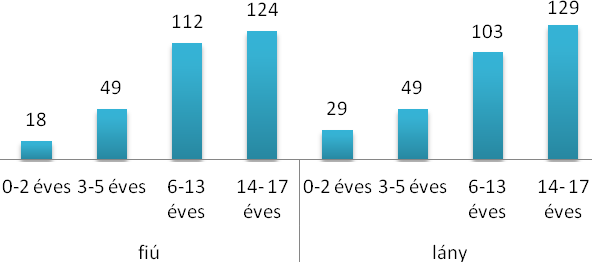 18
49
112
124
29
49
103
129
0-2 éves
3-5 éves
6-13
éves
14- 17
éves
0-2 éves
3-5 éves
6-13
éves
14- 17
éves
fiú
lány